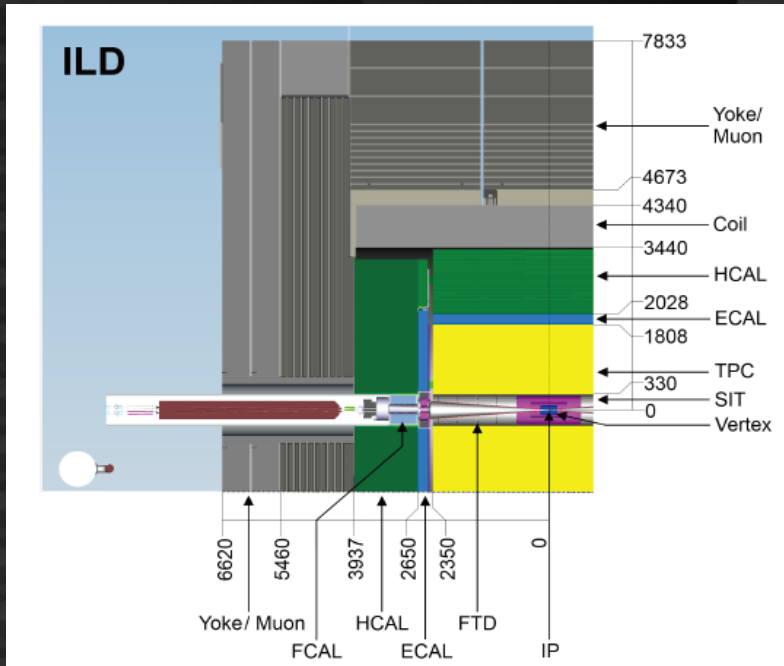 ILD
7833
Yoke/
Muon
4673
4340
Coil
3440
HCAL
2028
ECAL
1808
TPC
330
SIT
0
Vertex
6620
5460
3937
2650
2350
0
Yoke / Muon
HCAL
FTD
FCAL
ECAL
IP